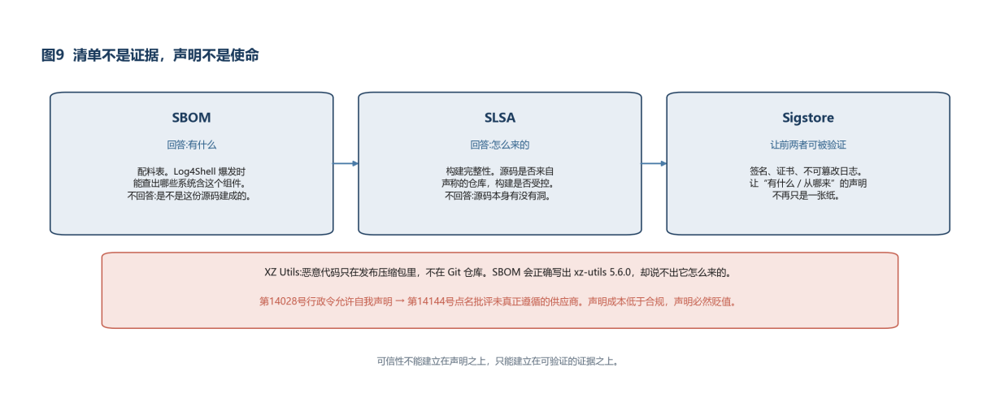 图9 清单不是证据，声明不是使命
SBOM
回答:有什么
配料表。Log4Shell 爆发时
能查出哪些系统含这个组件。
不回答:是不是这份源码建成的。
SLSA
回答:怎么来的
构建完整性。源码是否来自
声称的仓库，构建是否受控。
不回答:源码本身有没有洞。
Sigstore
让前两者可被验证
签名、证书、不可篡改日志。
让“有什么 / 从哪来”的声明
不再只是一张纸。
XZ Utils:恶意代码只在发布压缩包里，不在 Git 仓库。SBOM 会正确写出 xz-utils 5.6.0，却说不出它怎么来的。
第14028号行政令允许自我声明 → 第14144号点名批评未真正遵循的供应商。声明成本低于合规，声明必然贬值。
可信性不能建立在声明之上，只能建立在可验证的证据之上。